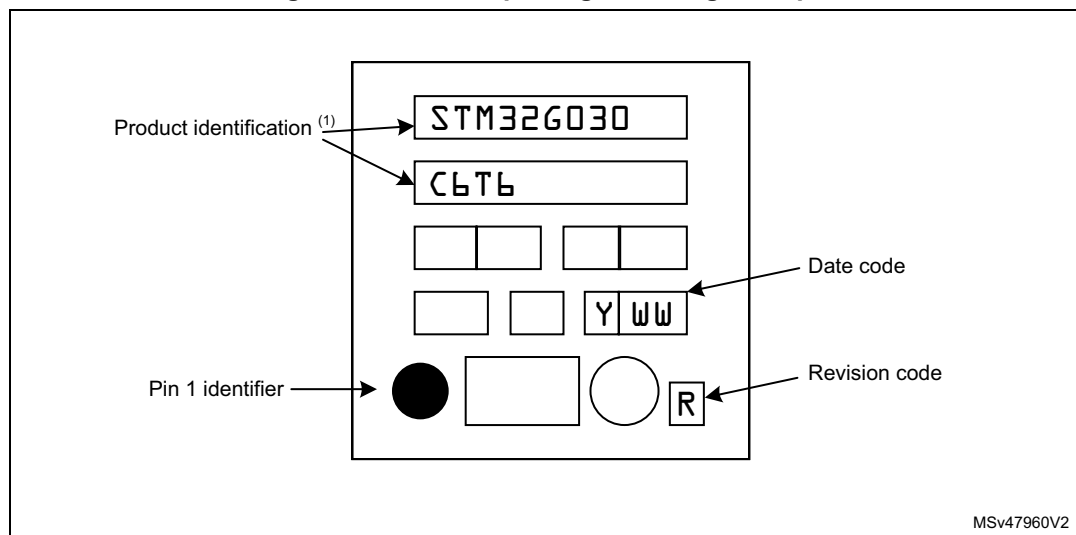 STM32G030
Product identification (1)
C6T6
Date code
Y WW
Pin 1 identifier
Revision code
R
MSv47960V2